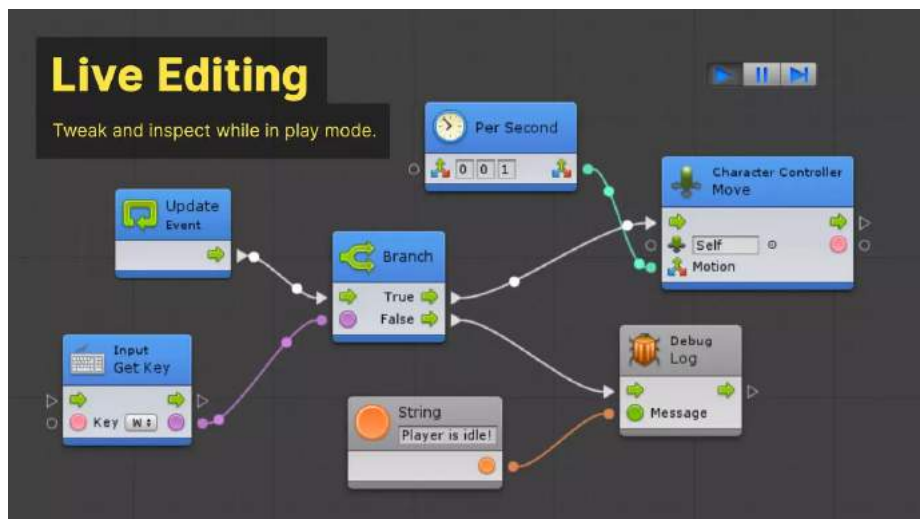 Live Editing
Tweak and inspect while in play mode.
Per Second
0 0 1
Character Controller
Move
Self
Motion
Update
Event
Branch
True
False
Input
Get Key
Key W
Debug
Log
Message
String
Player is idle!